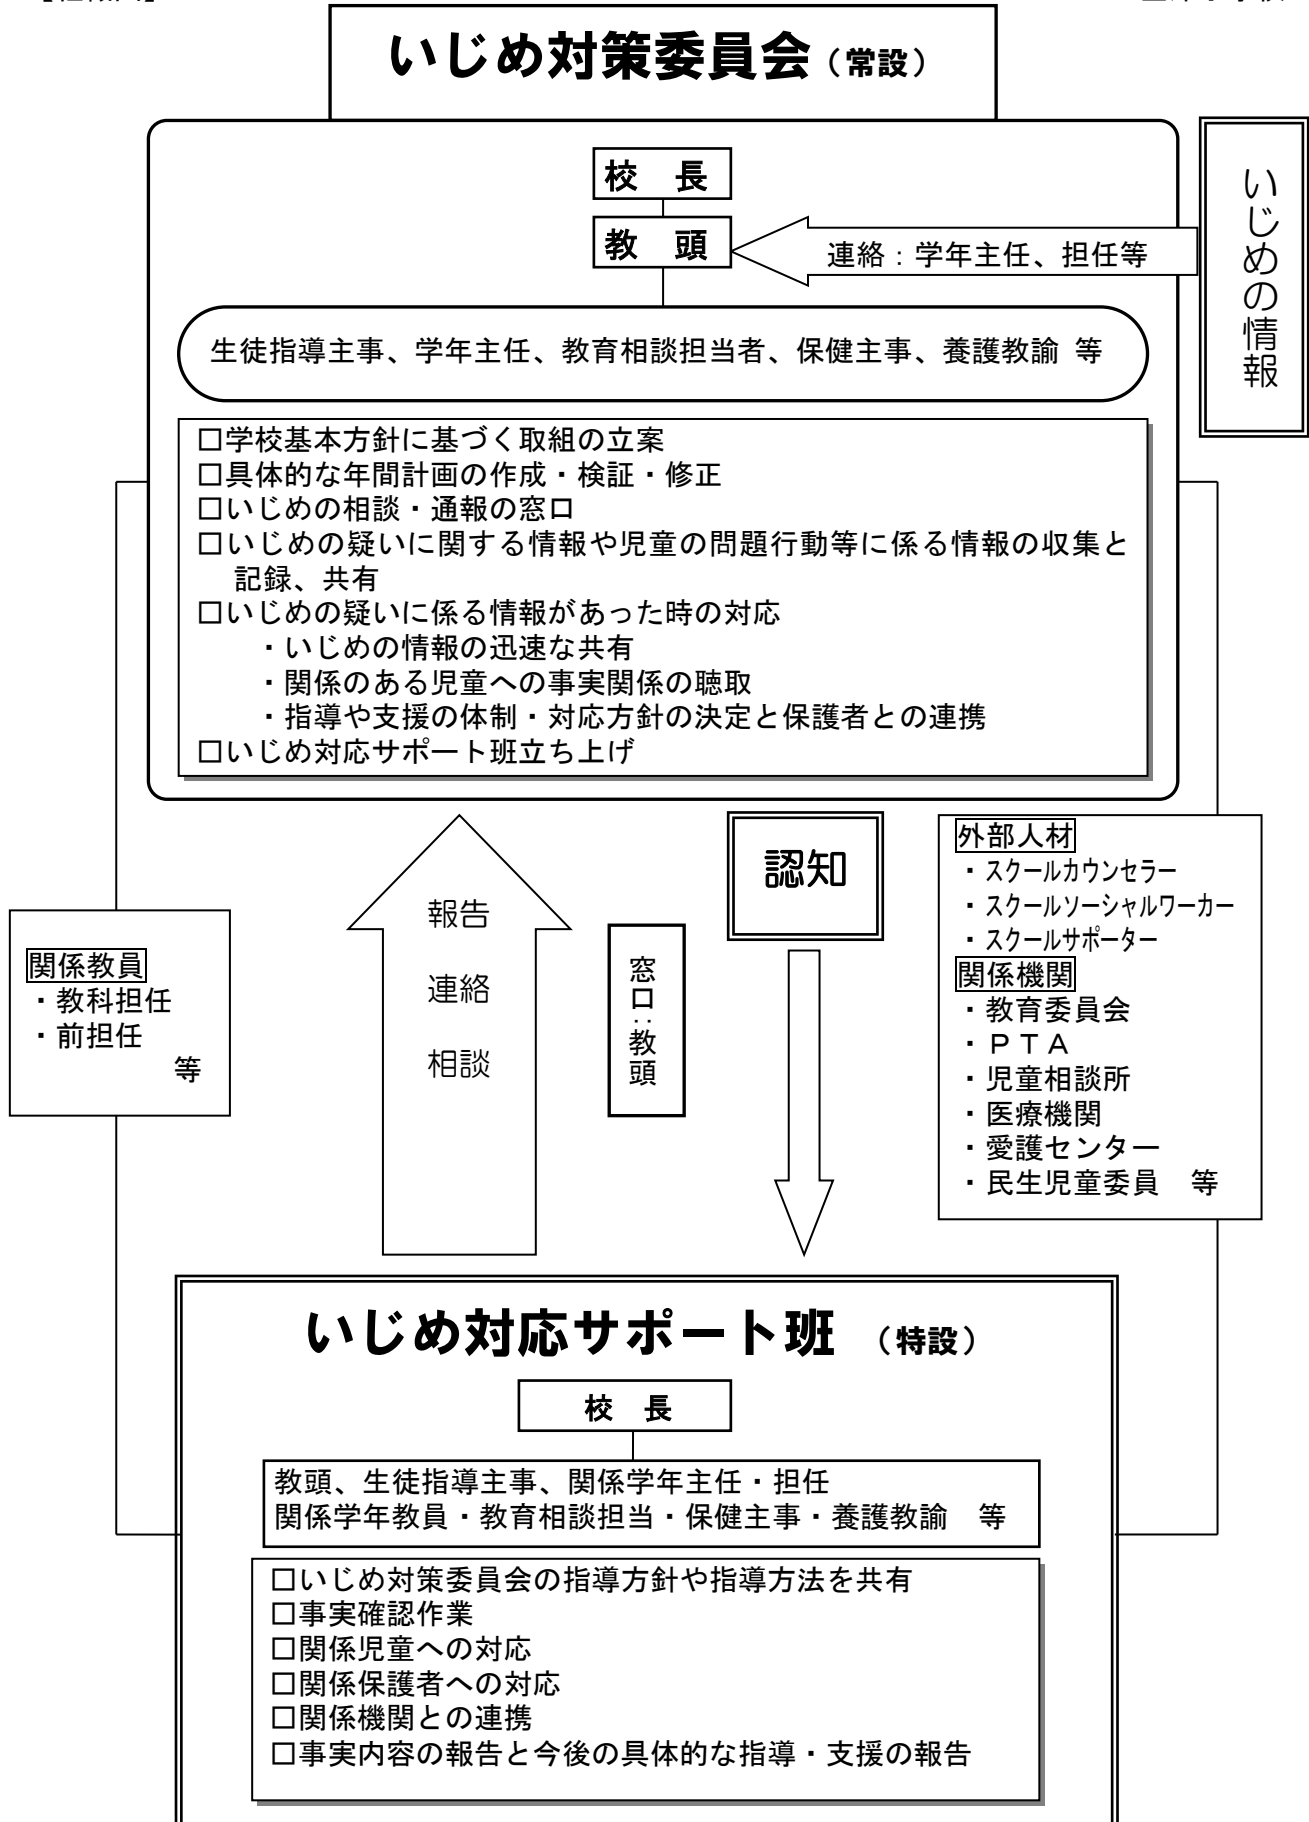 いじめ対策委員会（常設）
校　長
教　頭
連絡：学年主任、担任等
いじめの情報
生徒指導主事、学年主任、教育相談担当者、保健主事、養護教諭 等
□学校基本方針に基づく取組の立案
□具体的な年間計画の作成・検証・修正
□いじめの相談・通報の窓口
□いじめの疑いに関する情報や児童の問題行動等に係る情報の収集と
記録、共有
□いじめの疑いに係る情報があった時の対応
・いじめの情報の迅速な共有
・関係のある児童への事実関係の聴取
・指導や支援の体制・対応方針の決定と保護者との連携
□いじめ対応サポート班立ち上げ
関係教員
・教科担任
・前担任
等
報告
連絡
相談
窓口：教頭
認知
外部人材
・スクールカウンセラー
・スクールソーシャルワーカー
・スクールサポーター
関係機関
・教育委員会
・ＰＴＡ
・児童相談所
・医療機関
・愛護センター
・民生児童委員　等
いじめ対応サポート班（特設）
校　長
教頭、生徒指導主事、関係学年主任・担任
関係学年教員・教育相談担当・保健主事・養護教諭　等
□いじめ対策委員会の指導方針や指導方法を共有
□事実確認作業
□関係児童への対応
□関係保護者への対応
□関係機関との連携
□事実内容の報告と今後の具体的な指導・支援の報告